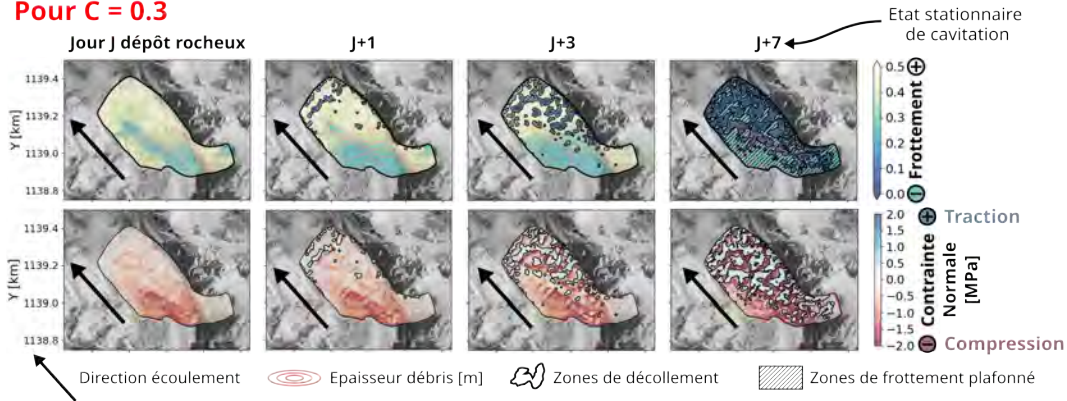 Pour C = 0.3
Etat stationnaire
de cavitation
Jour J dépôt rocheux
J+1
J+3
J+7
Y [km]
1139.4
1139.2
1139.0
1138.8
0.5
0.4
0.3
0.2
0.1
0.0
+
Frottement
−
Y [km]
1139.4
1139.2
1139.0
1138.8
2.0
1.5
1.0
0.5
0.0
−0.5
−1.0
−1.5
−2.0
+ Traction
Contrainte
Normale
[MPa]
− Compression
Direction écoulement
Epaisseur débris [m]
Zones de décollement
Zones de frottement plafonné